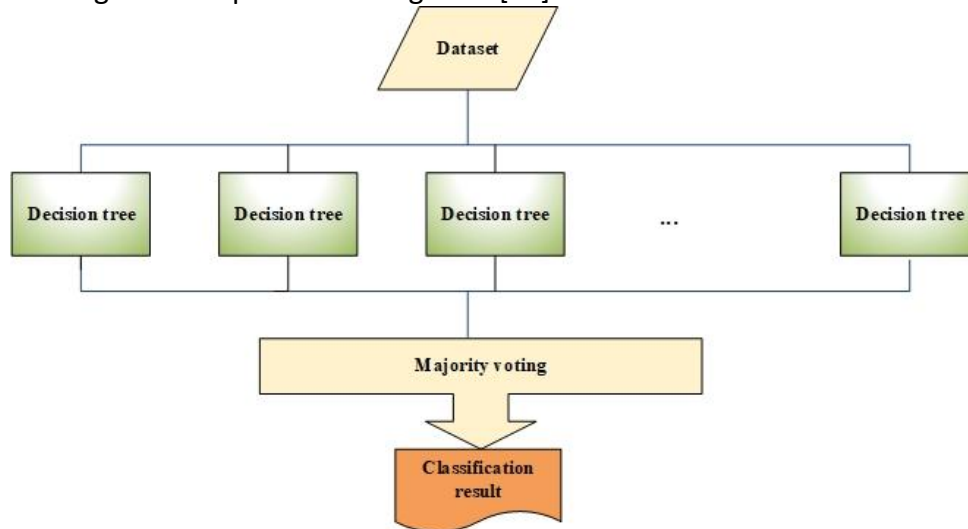 Dataset
Decision tree
Decision tree
Decision tree
...
Decision tree
Majority voting
Classification
result